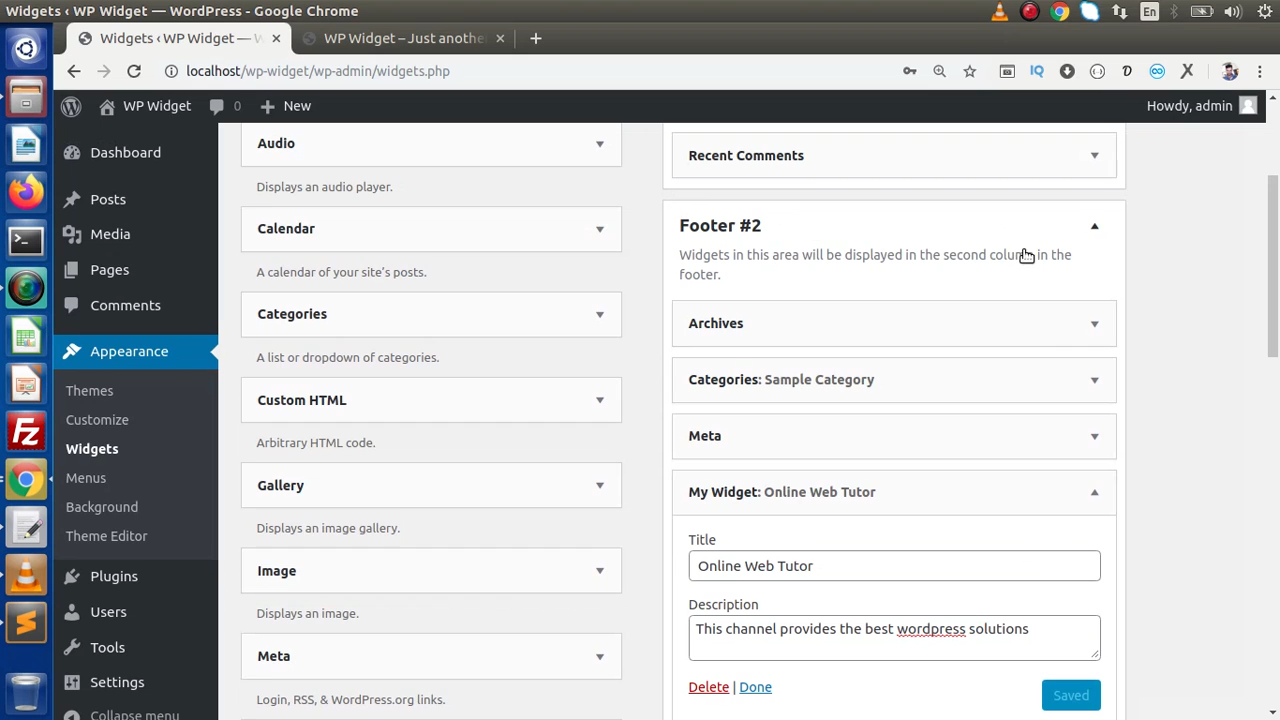 Widgets ‹ WP Widget — WordPress - Google Chrome
En
Widgets ‹ WP Widget — W
WP Widget – Just anothe
localhost/wp-widget/wp-admin/widgets.php
WP Widget
0
New
Howdy, admin
Dashboard
Posts
Media
Pages
Comments
Appearance
Themes
Customize
Widgets
Menus
Background
Theme Editor
Plugins
Users
Tools
Settings
Collapse menu
Audio
Displays an audio player.
Calendar
A calendar of your site's posts.
Categories
A list or dropdown of categories.
Custom HTML
Arbitrary HTML code.
Gallery
Displays an image gallery.
Image
Displays an image.
Meta
Login, RSS, & WordPress.org links.
Recent Comments
Footer #2
Widgets in this area will be displayed in the second column in the
footer.
Archives
Categories: Sample Category
Meta
My Widget: Online Web Tutor
Title
Online Web Tutor
Description
This channel provides the best wordpress solutions
Delete | Done
Saved